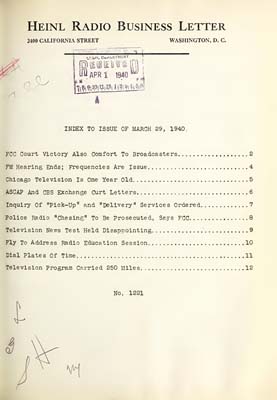 HEINL RADIO BUSINESS LETTER
2400 CALIFORNIA STREET WASHINGTON, D. C.
RECEIVED
APR 1 1940
INDEX TO ISSUE OF MARCH 29, 1940
FCC Court Victory Also Comfort To Broadcasters....................2
FM Hearing Ends; Frequencies Are Issue............................4
Chicago Television Is One Year Old................................5
ASCAP And CBS Exchange Curt Letters...............................6
Inquiry Of "Pick-Up" and "Delivery" Services Ordered..............7
Police Radio "Chasing" To Be Prosecuted, Says FCC.................8
Television News Test Held Disappointing...........................9
Fly To Address Radio Education Session...........................10
Dial Plates Of Time..............................................11
Television Program Carried 250 Miles.............................12
No. 1221